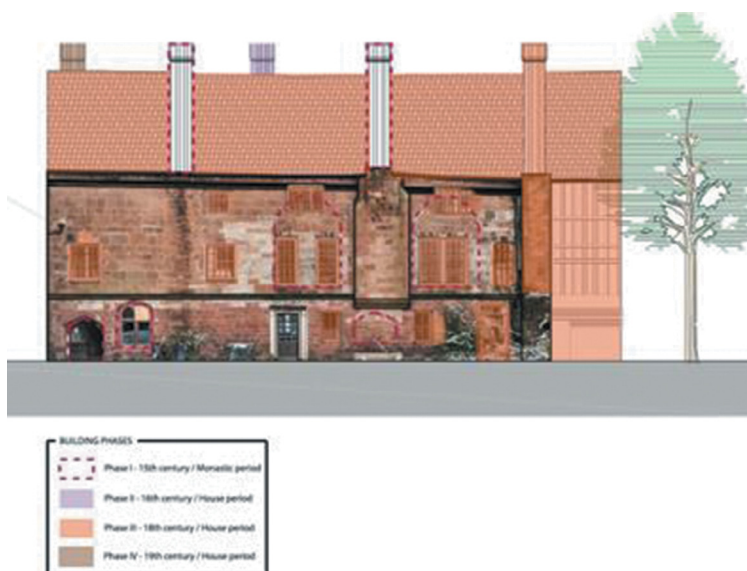 BUILDING PHASES
Phase I - 15th century / Monastic period
Phase II - 16th century / House period
Phase III - 18th century / House period
Phase IV - 19th century / House period